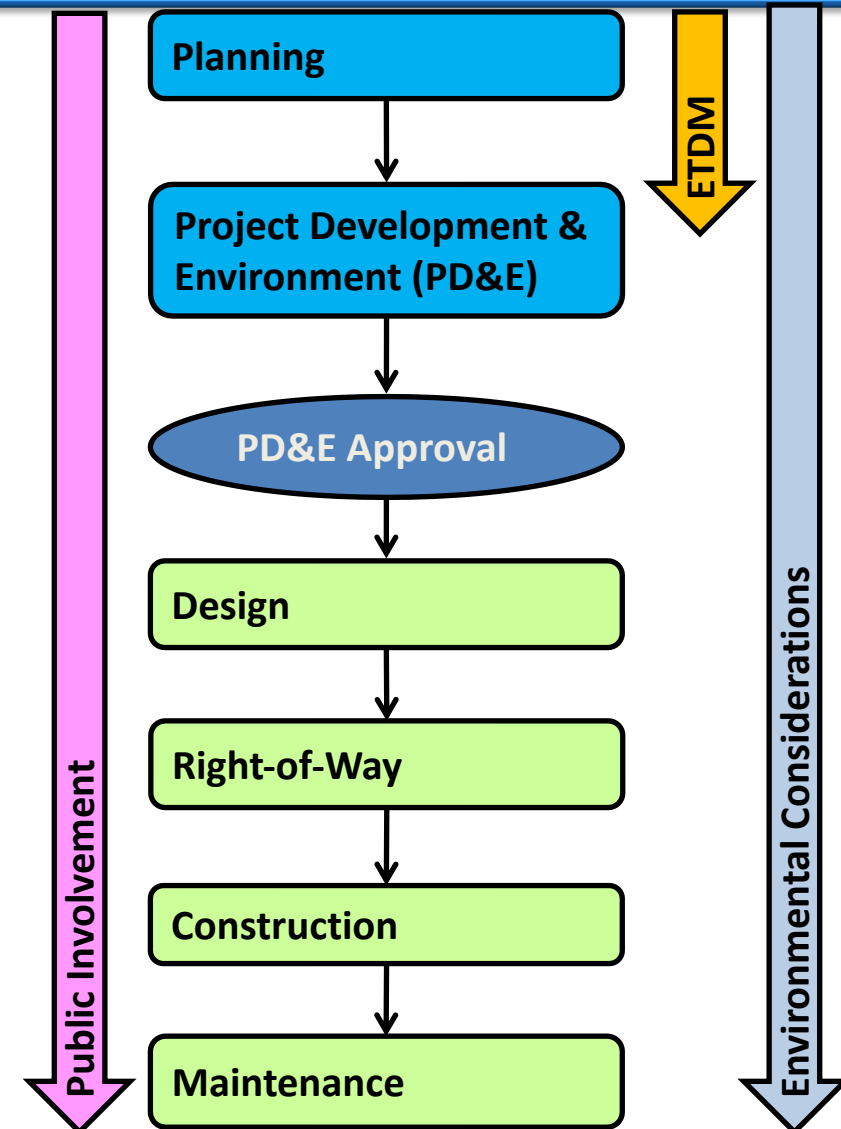 Planning
ETDM
Project Development &
Environment (PD&E)
PD&E Approval
Design
Right-of-Way
Construction
Maintenance
Public Involvement
Environmental Considerations